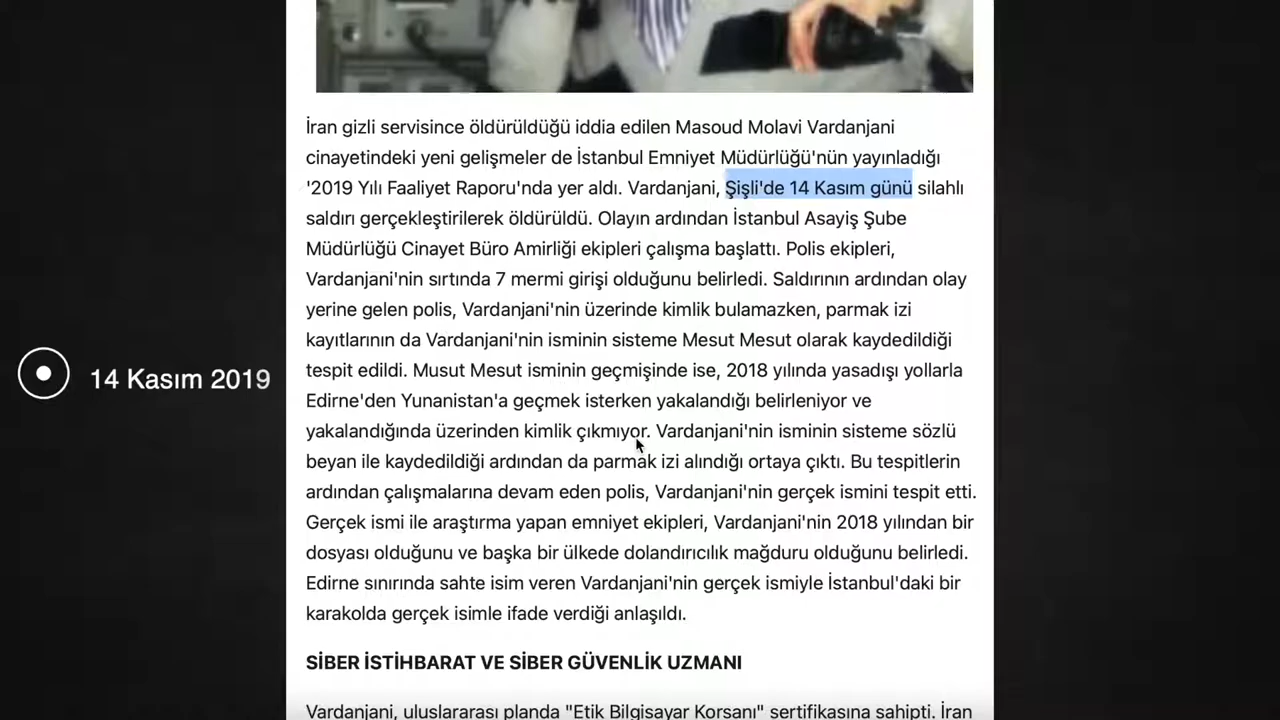 İran gizli servisince öldürüldüğü iddia edilen Masoud Molavi Vardanjani
cinayetindeki yeni gelişmeler de İstanbul Emniyet Müdürlüğü'nün yayınladığı
'2019 Yılı Faaliyet Raporu'nda yer aldı. Vardanjani, Şişli'de 14 Kasım günü silahlı
saldırı gerçekleştirilerek öldürüldü. Olayın ardından İstanbul Asayiş Şube
Müdürlüğü Cinayet Büro Amirliği ekipleri çalışma başlattı. Polis ekipleri,
Vardanjani'nin sırtında 7 mermi girişi olduğunu belirledi. Saldırının ardından olay
yerine gelen polis, Vardanjani'nin üzerinde kimlik bulamazken, parmak izi
kayıtlarının da Vardanjani'nin isminin sisteme Mesut Mesut olarak kaydedildiği
tespit edildi. Musut Mesut isminin geçmişinde ise, 2018 yılında yasadışı yollarla
Edirne'den Yunanistan'a geçmek isterken yakalandığı belirleniyor ve
yakalandığında üzerinden kimlik çıkmıyor. Vardanjani'nin isminin sisteme sözlü
beyan ile kaydedildiği ardından da parmak izi alındığı ortaya çıktı. Bu tespitlerin
ardından çalışmalarına devam eden polis, Vardanjani'nin gerçek ismini tespit etti.
Gerçek ismi ile araştırma yapan emniyet ekipleri, Vardanjani'nin 2018 yılından bir
dosyası olduğunu ve başka bir ülkede dolandırıcılık mağduru olduğunu belirledi.
Edirne sınırında sahte isim veren Vardanjani'nin gerçek ismiyle İstanbul'daki bir
karakolda gerçek isimle ifade verdiği anlaşıldı.
14 Kasım 2019
SİBER İSTİHBARAT VE SİBER GÜVENLİK UZMANI
Vardanjani, uluslararası planda "Etik Bilgisayar Korsanı" sertifikasına sahipti. İran